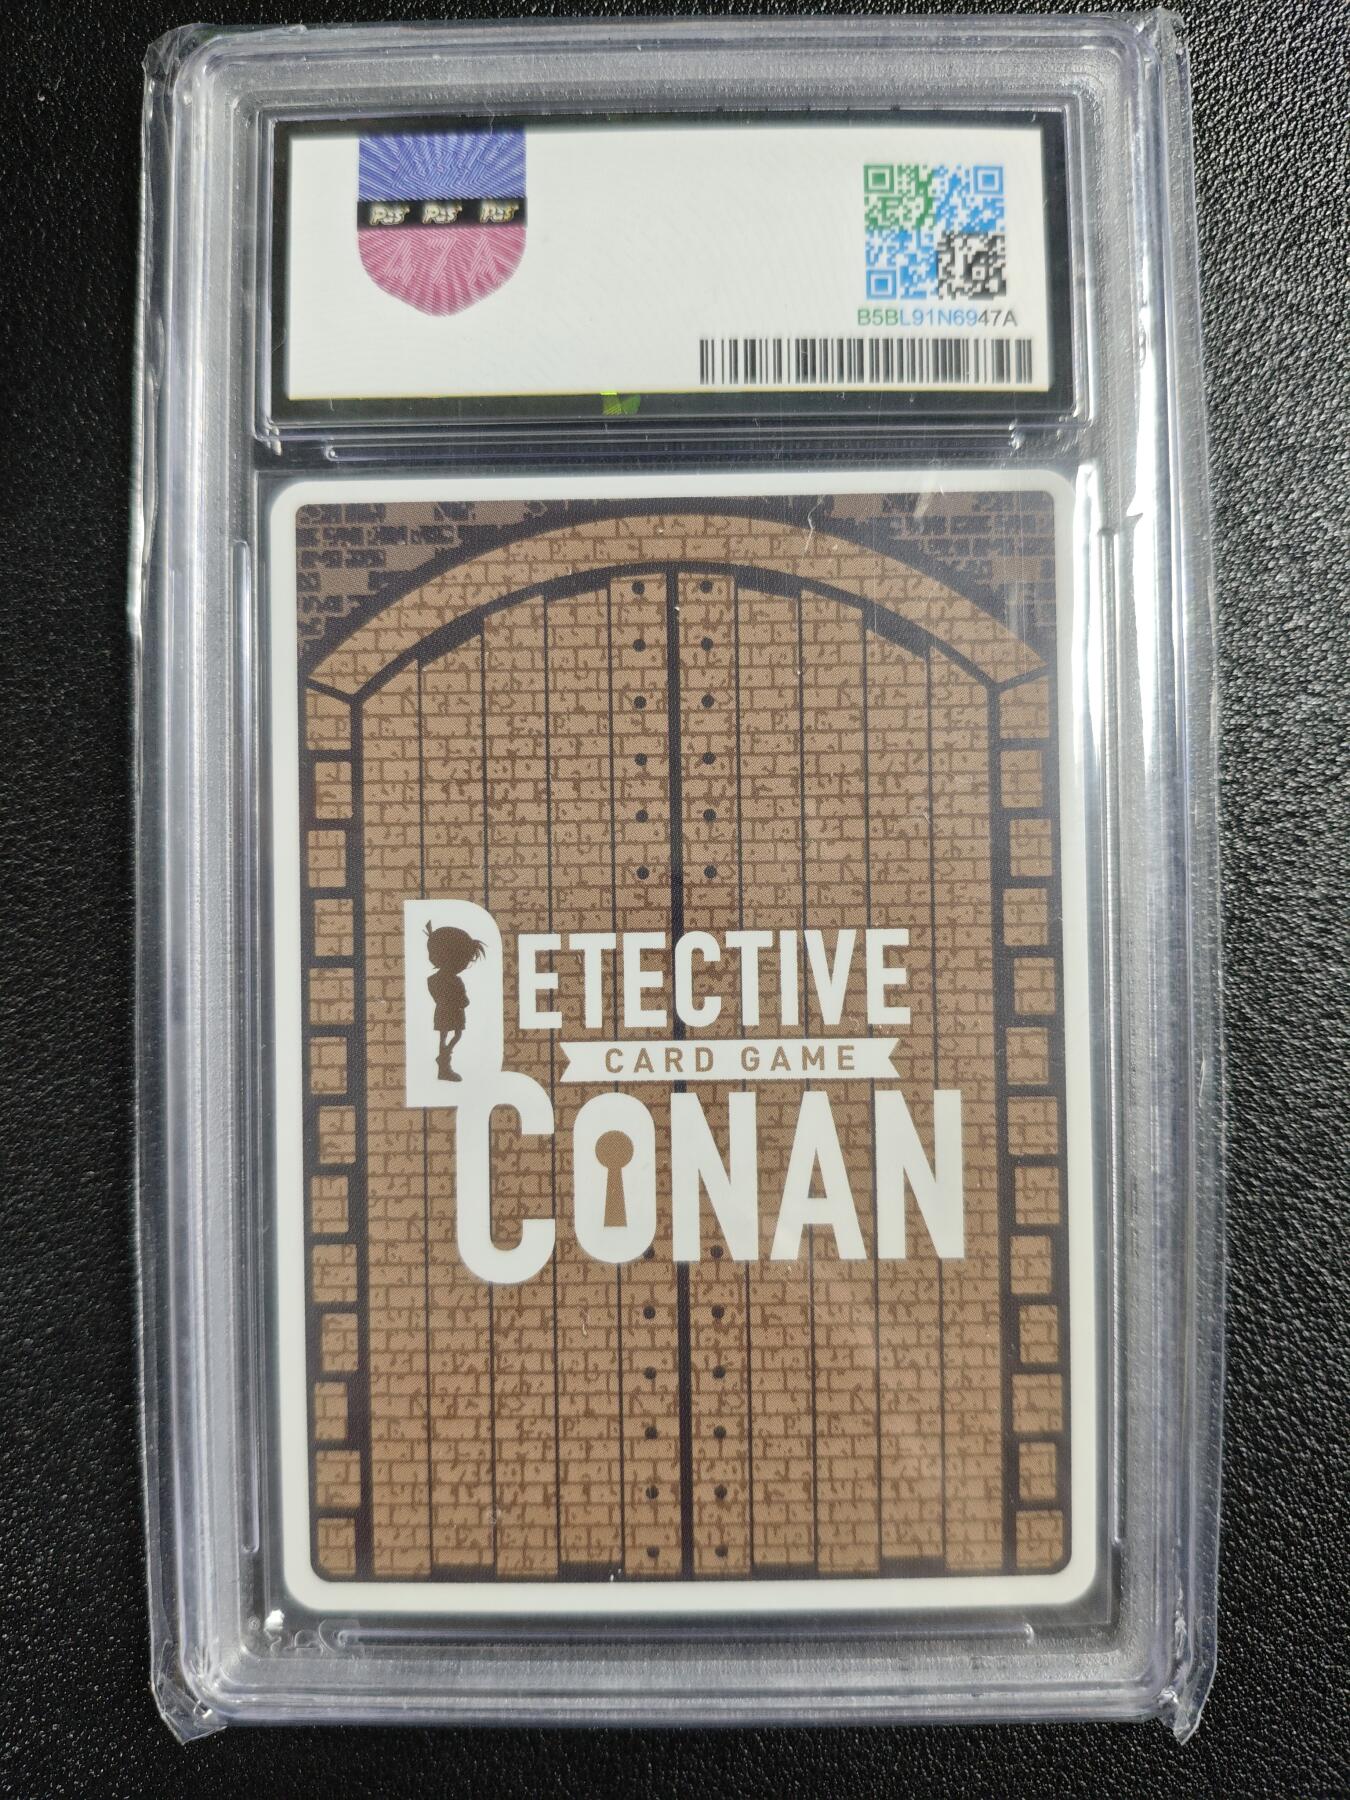 B5BL91N6947A
DETECTIVE
CARD GAME
CONAN